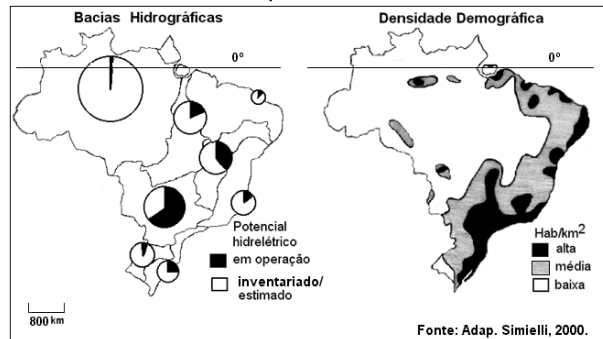 Bacias Hidrográficas
Densidade Demográfica
0°
0°
Potencial
hidrelétrico
em operação
inventariado/
estimado
Hab/km²
alta
média
baixa
800 km
Fonte: Adap. Simielli, 2000.